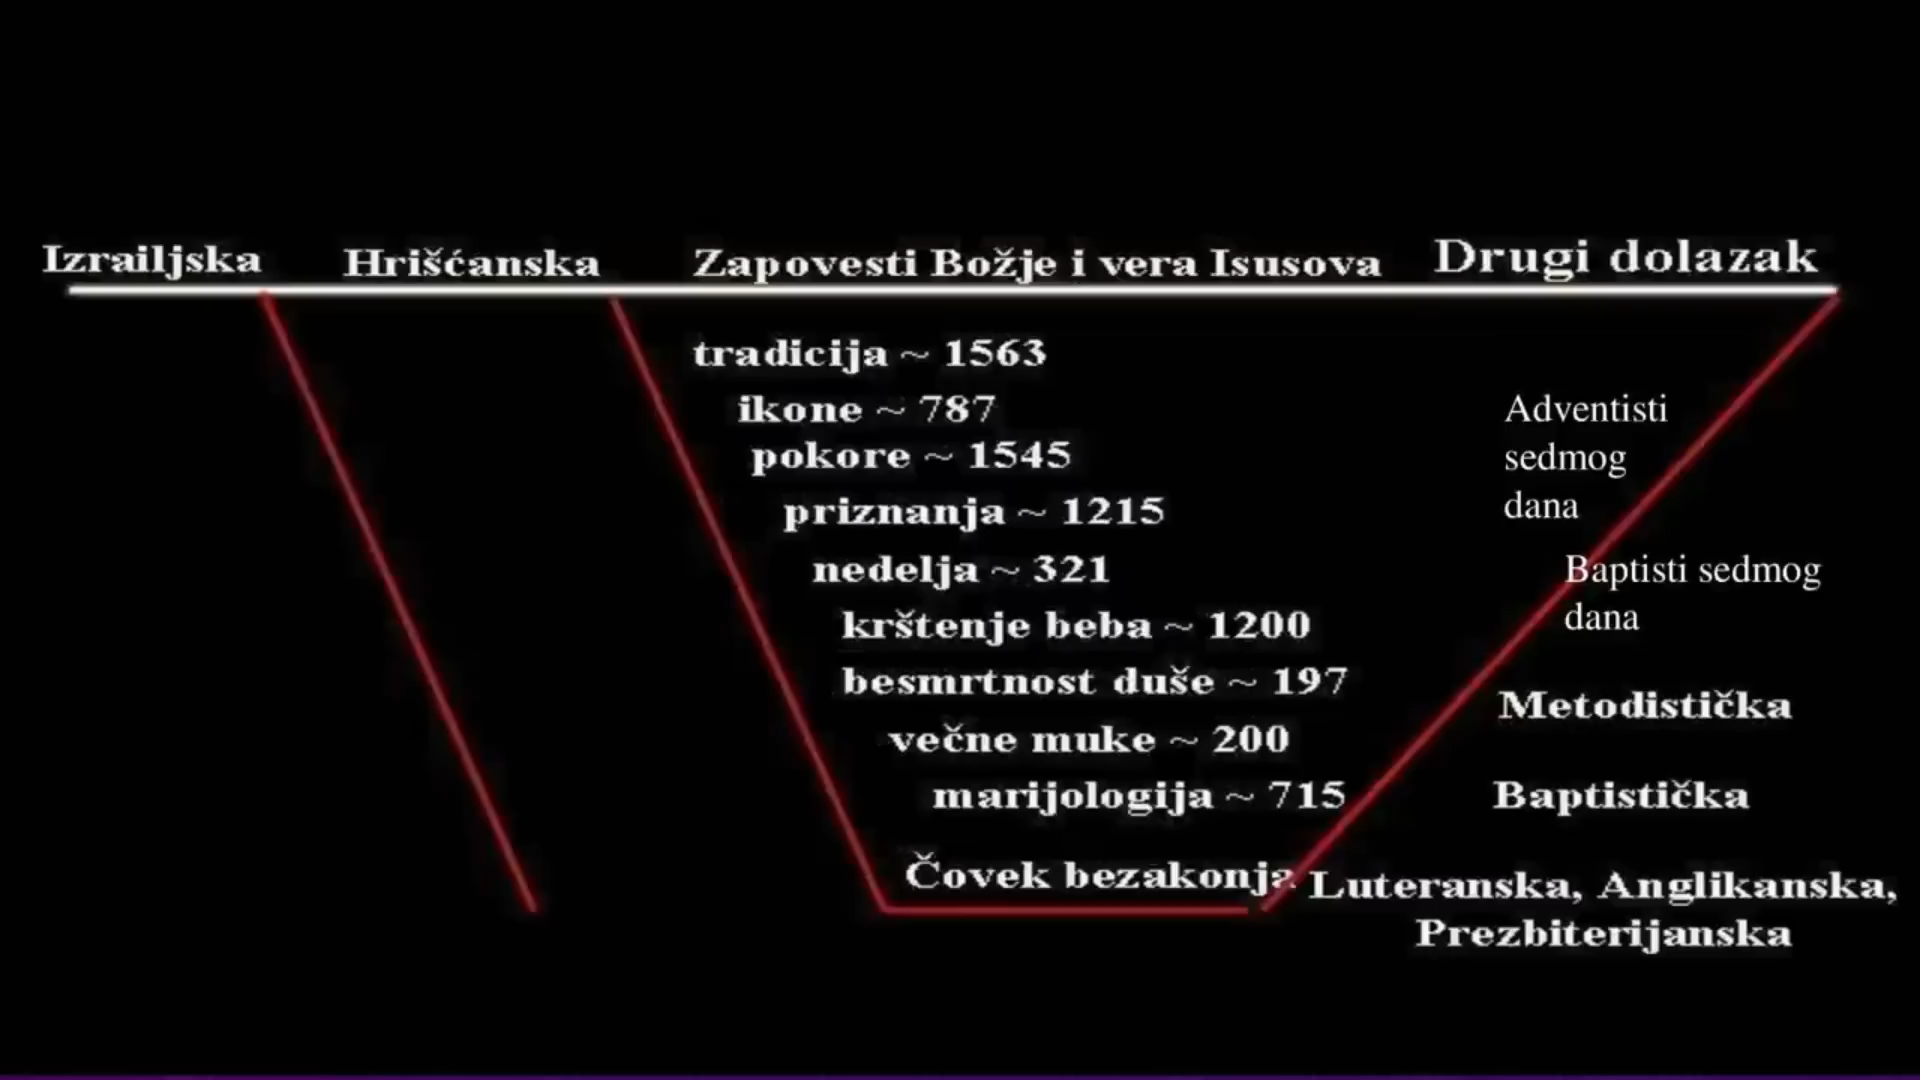 Izrailjska
Hrišćanska
Zapovesti Božje i vera Isusova
Drugi dolazak
tradicija ~ 1563
ikone ~ 787
pokore ~ 1545
priznanja ~ 1215
nedelja ~ 321
krštenje beba ~ 1200
besmrtnost duše ~ 197
večne muke ~ 200
marijologija ~ 715
Čovek bezakonja
Adventisti
sedmog
dana
Baptisti sedmog
dana
Metodistička
Baptistička
Luteranska, Anglikanska,
Prezbiterijanska